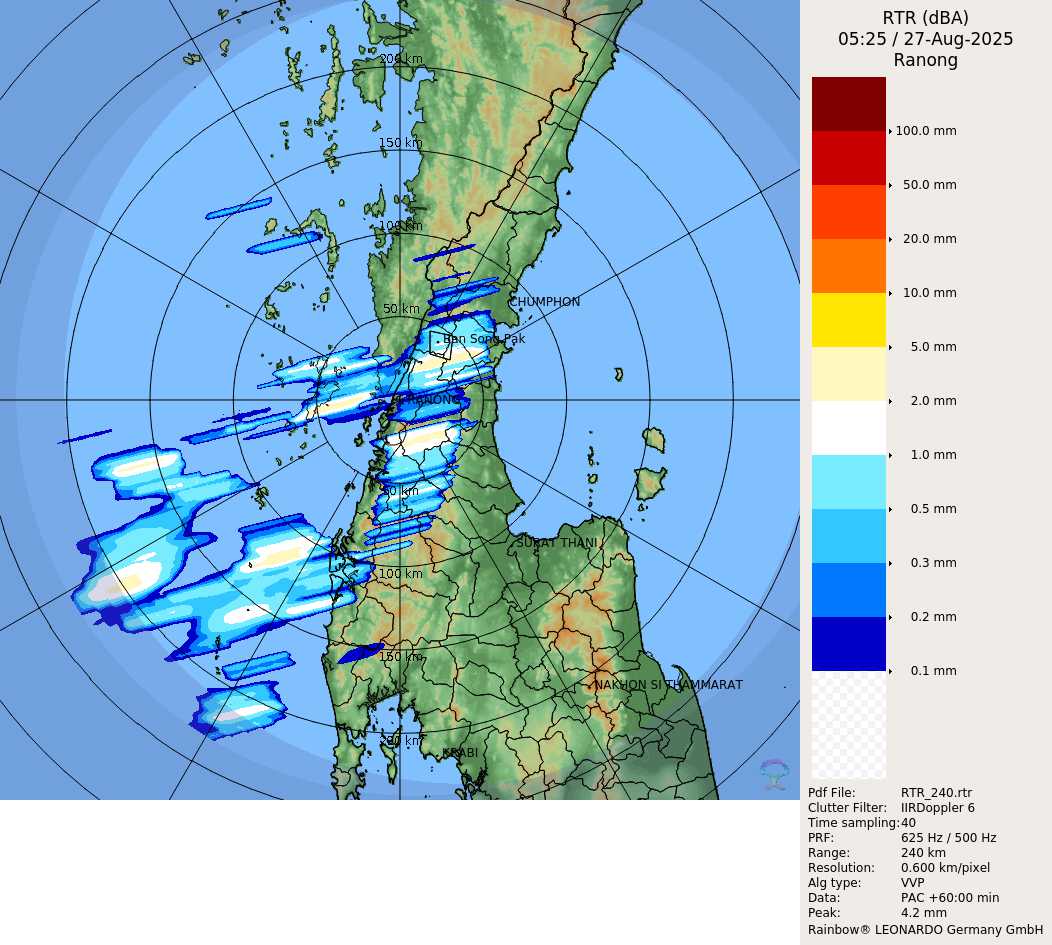 RTR (dBA)
05:25 / 27-Aug-2025
Ranong
200 km
150 km
100 km
50 km
CHUMPHON
Ban Song Pak
RANONG
50 km
SURAT THANI
100 km
150 km
NAKHON SI THAMMARAT
200 km
KRABI
100.0 mm
50.0 mm
20.0 mm
10.0 mm
5.0 mm
2.0 mm
1.0 mm
0.5 mm
0.3 mm
0.2 mm
0.1 mm
Pdf File: RTR_240.rtr
Clutter Filter: IIRDoppler 6
Time sampling:40
PRF: 625 Hz / 500 Hz
Range: 240 km
Resolution: 0.600 km/pixel
Alg type: VVP
Data: PAC +60:00 min
Peak: 4.2 mm
Rainbow® LEONARDO Germany GmbH